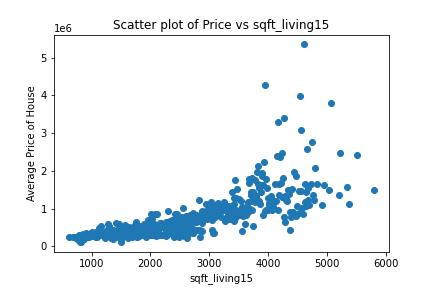 Scatter plot of Price vs sqft_living15
1e6
5
4
3
2
1
0
Average Price of House
1000 2000 3000 4000 5000 6000
sqft_living15